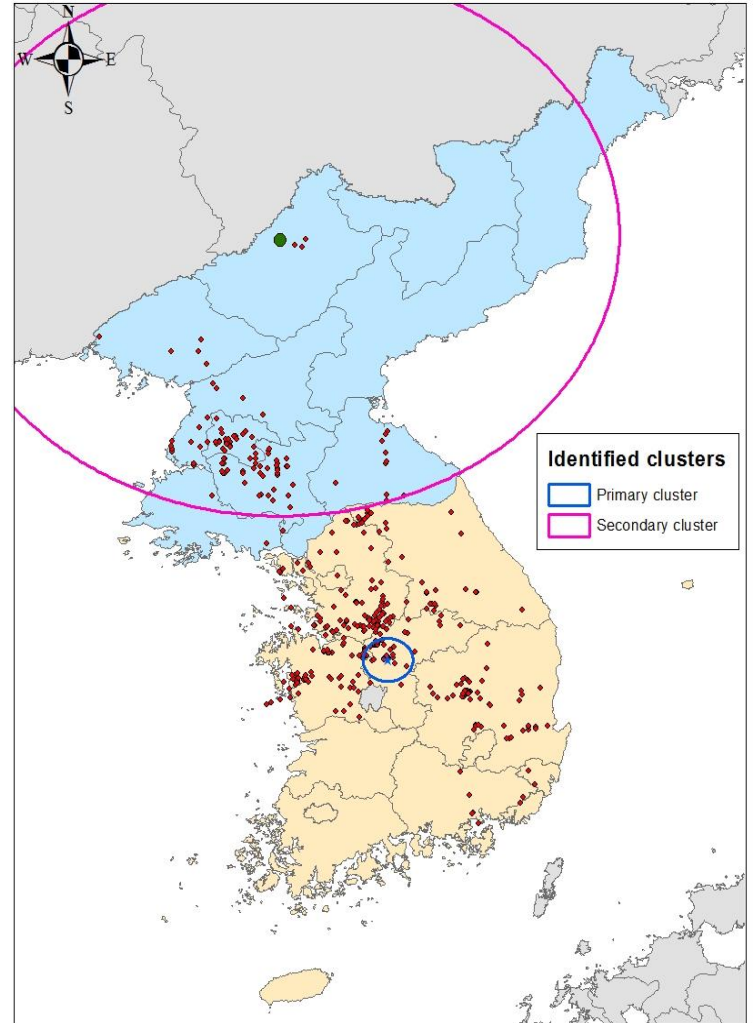 N
W E
S
Identified clusters
Primary cluster
Secondary cluster